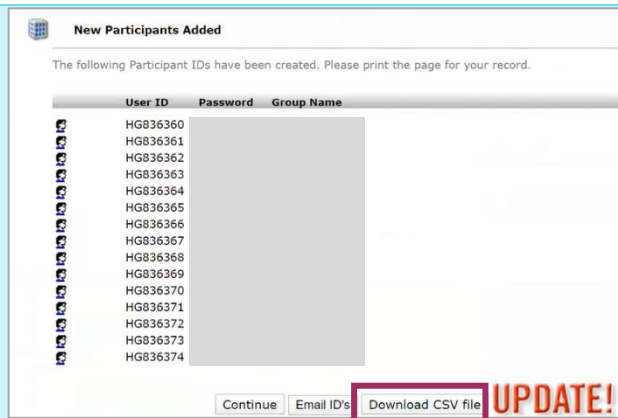 New Participants Added
The following Participant IDs have been created. Please print the page for your record.
User ID Password Group Name
HG836360
HG836361
HG836362
HG836363
HG836364
HG836365
HG836366
HG836367
HG836368
HG836369
HG836370
HG836371
HG836372
HG836373
HG836374
Continue Email ID's Download CSV file UPDATE!